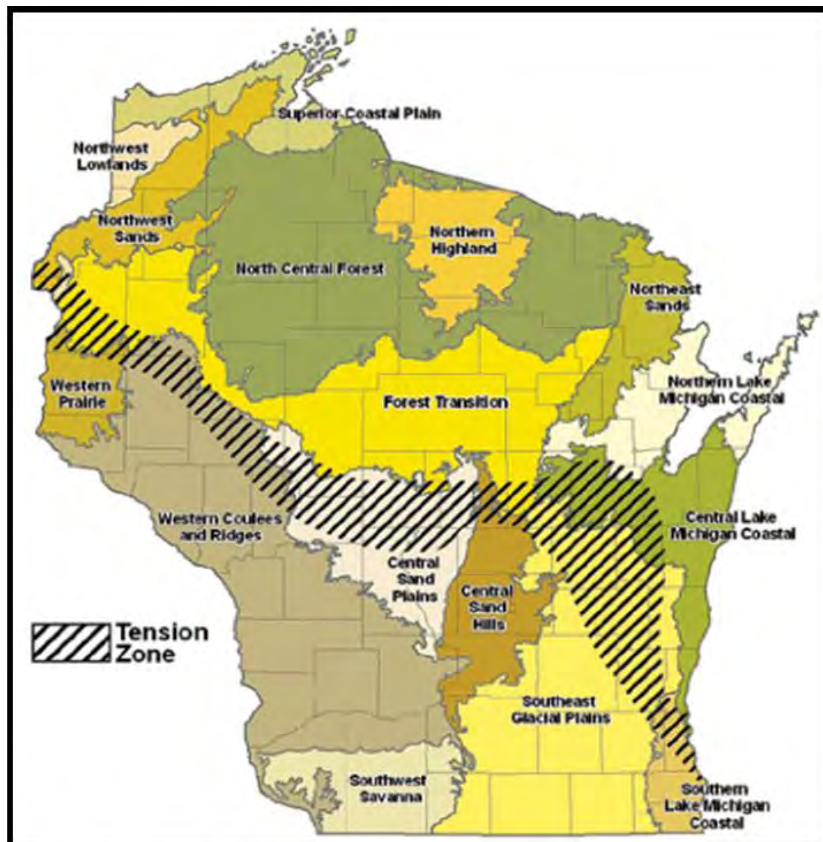 Superior Coastal Plain
Northwest
Lowlands
Northwest
Sands
Northern
Highland
North Central Forest
Northeast
Sands
Western
Prairie
Forest Transition
Northern Lake
Michigan Coastal
Western Coulees
and Ridges
Central Lake
Michigan Coastal
Central
Sand
Plains
Central
Sand
Hills
Tension
Zone
Southeast
Glacial Plains
Southwest
Savanna
Southern
Lake Michigan
Coastal